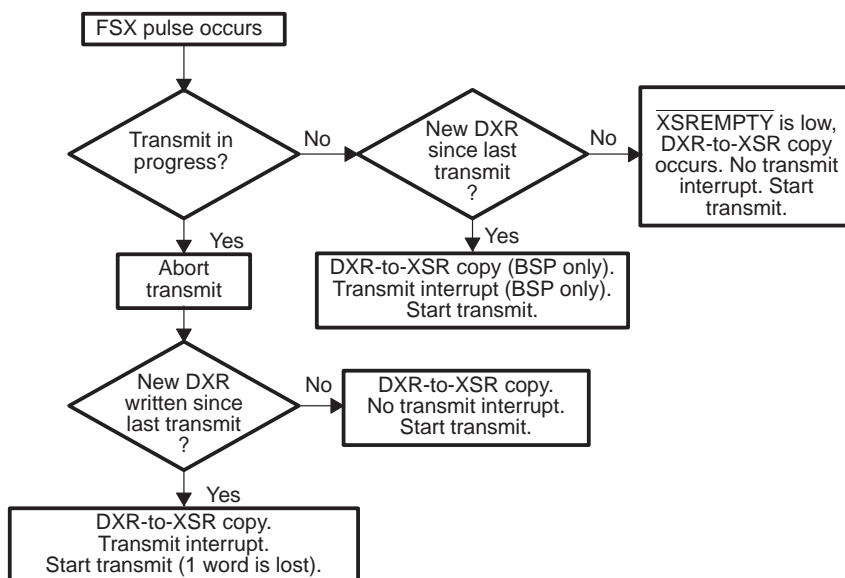 FSX pulse occurs
Transmit in
progress?
No
New DXR
since last
transmit
?
No
XSREMPTY is low,
DXR-to-XSR copy
occurs. No transmit
interrupt. Start
transmit.
Yes
Abort
transmit
Yes
DXR-to-XSR copy (BSP only).
Transmit interrupt (BSP only).
Start transmit.
New DXR
written since
last transmit
?
No
DXR-to-XSR copy.
No transmit interrupt.
Start transmit.
Yes
DXR-to-XSR copy.
Transmit interrupt.
Start transmit (1 word is lost).